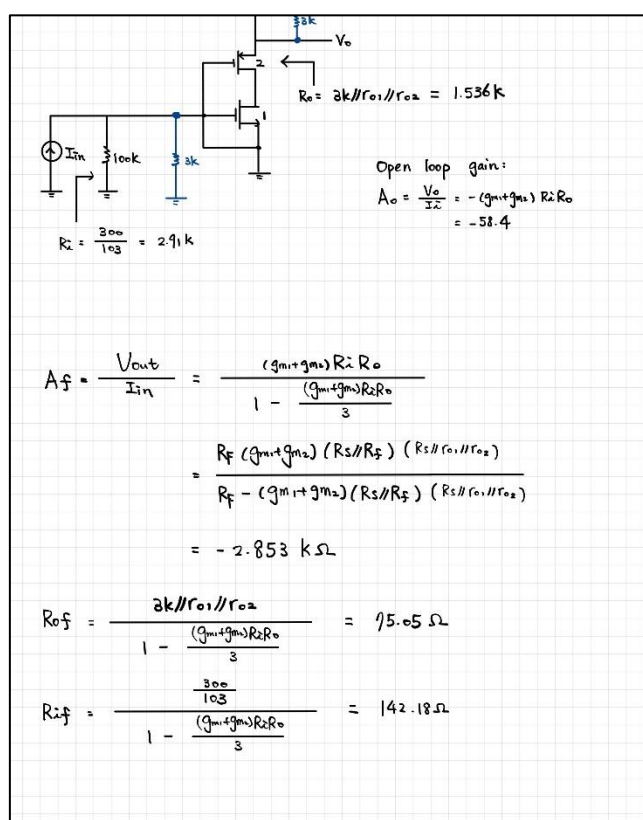 3k
Vo
2
Ro = 3k//ro1//ro2 = 1.536k
1
Iin
100k
3k
Open loop gain:
Ao = Vo/Ii = -(gm1+gm2) RiRo
= -58.4
Ri = 300/103 = 2.91k
Af = Vout/Iin = (gm1+gm2)RiRo / 1 - (gm1+gm2)RiRo/3
= RF (gm1+gm2) (Rs//Rf) (Rs//ro1//ro2) / RF - (gm1+gm2)(Rs//Rf) (Rs//ro1//ro2)
= -2.853 kΩ
Rof = 3k//ro1//ro2 / 1 - (gm1+gm2)RiRo/3 = 75.05 Ω
Rif = 300/103 / 1 - (gm1+gm2)RiRo/3 = 142.18Ω